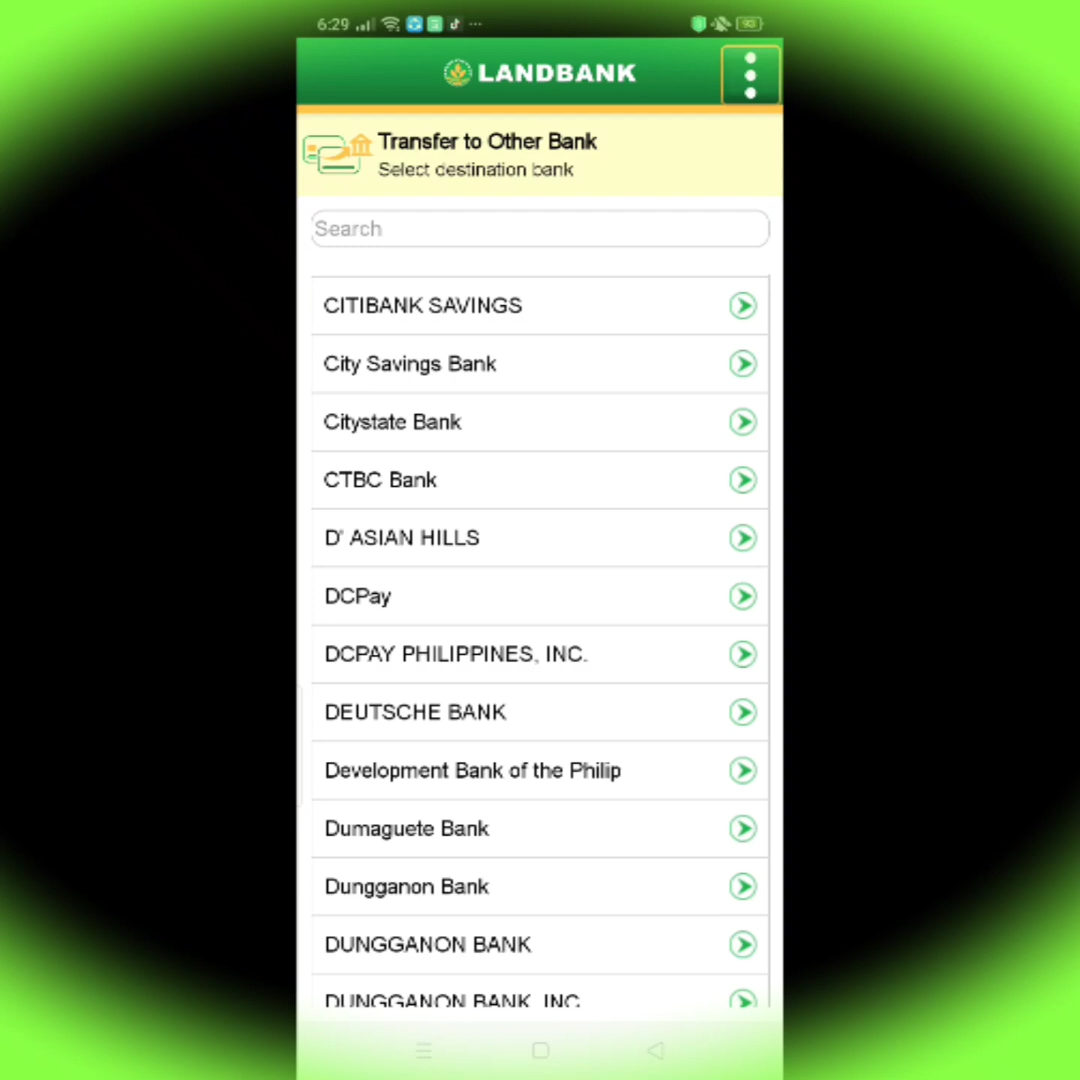 6:29
90
LANDBANK
Transfer to Other Bank
Select destination bank
Search
CITIBANK SAVINGS
City Savings Bank
Citystate Bank
CTBC Bank
D' ASIAN HILLS
DCPay
DCPAY PHILIPPINES, INC.
DEUTSCHE BANK
Development Bank of the Philip
Dumaguete Bank
Dungganon Bank
DUNGGANON BANK
DUNGGANON BANK, INC